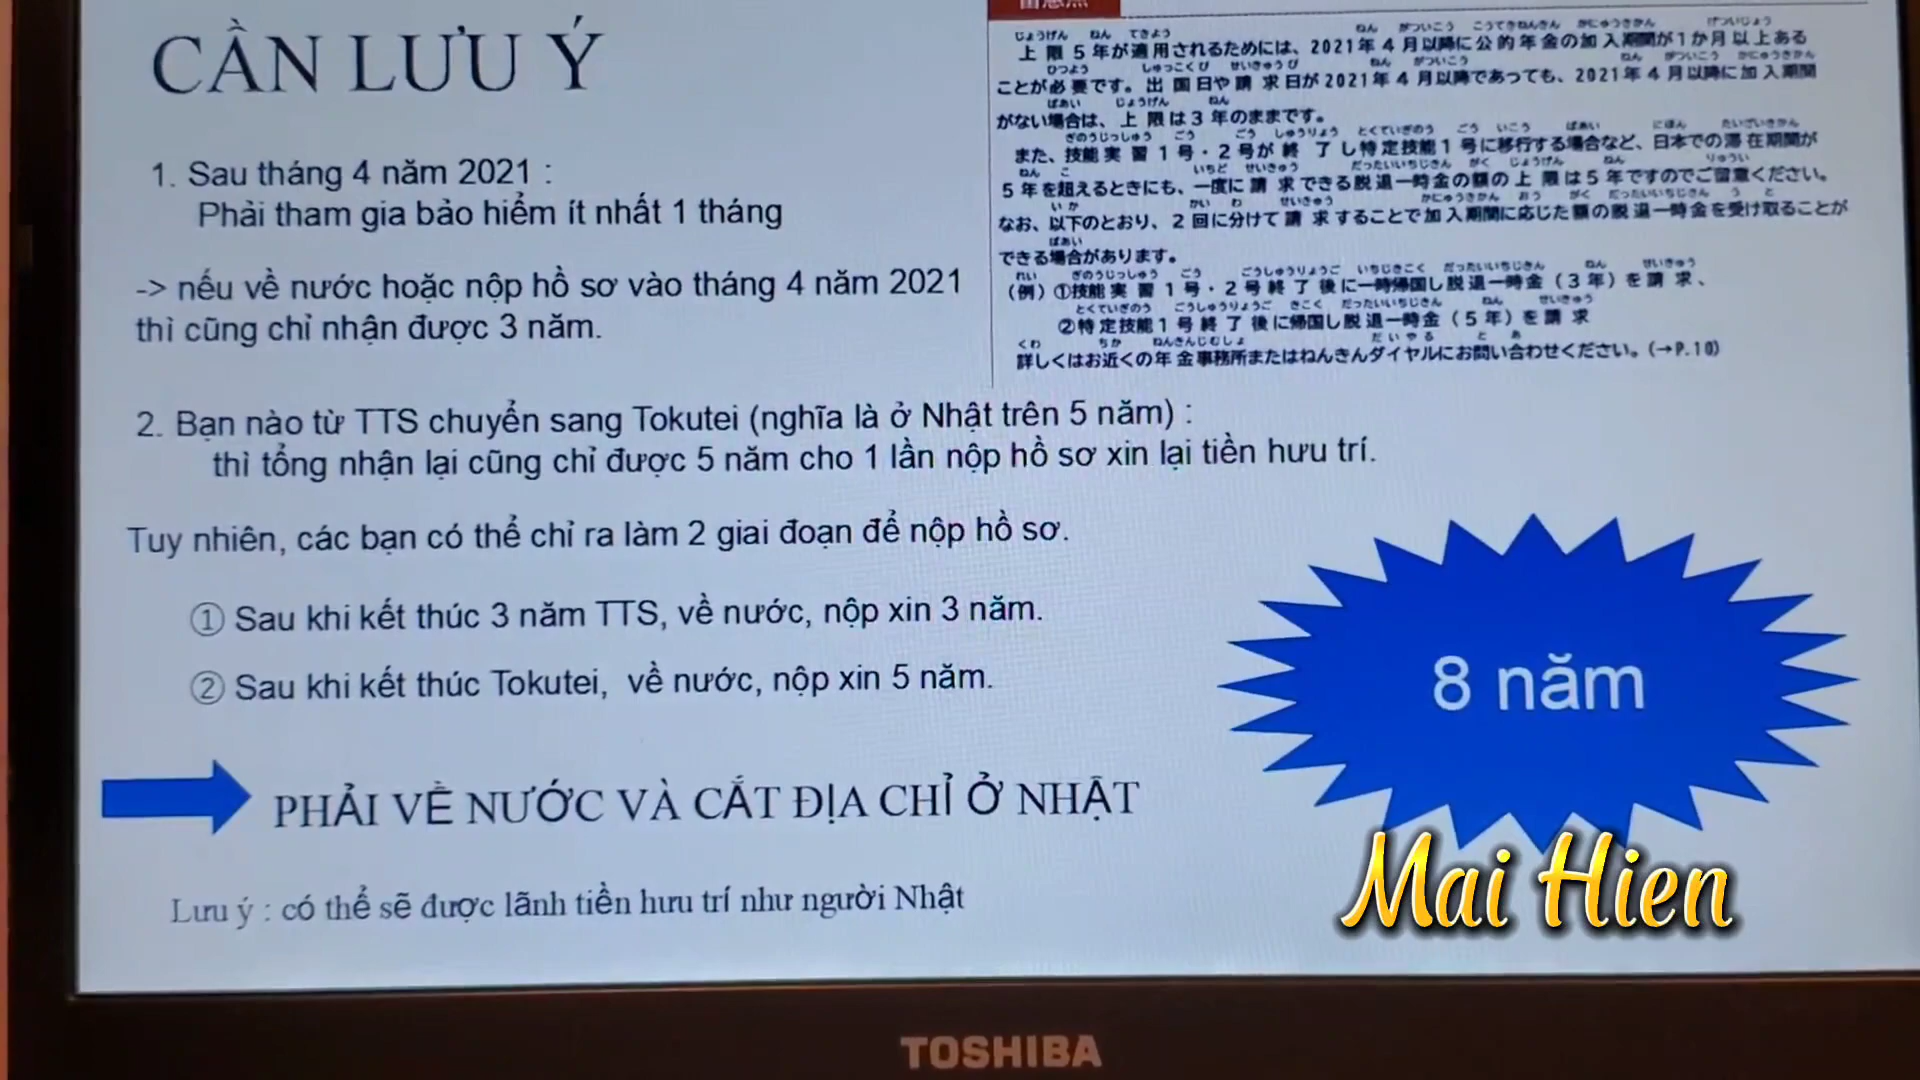 CẦN LƯU Ý
1. Sau tháng 4 năm 2021 :
Phải tham gia bảo hiểm ít nhất 1 tháng
-> nếu về nước hoặc nộp hồ sơ vào tháng 4 năm 2021
thì cũng chỉ nhận được 3 năm.
上限5年が適用されるためには、2021年4月以降に公的年金の加入期間が1か月以上ある
ことが必要です。出国日や請求日が2021年4月以降であっても、2021年4月以降に加入期間
がない場合は、上限は3年のままです。
また、技能実習1号・2号が終了し特定技能1号に移行する場合など、日本での滞在期間が
5年を超えるときにも、一度に請求できる脱退一時金の額の上限は5年ですのでご留意ください。
なお、以下のとおり、2回に分けて請求することで加入期間に応じた額の脱退一時金を受け取ることが
できる場合があります。
(例)①技能実習1号・2号終了後に一時帰国し脱退一時金(3年)を請求、
②特定技能1号終了後に帰国し脱退一時金(5年)を請求
詳しくはお近くの年金事務所またはねんきんダイヤルにお問い合わせください。(→P.10)
2. Bạn nào từ TTS chuyển sang Tokutei (nghĩa là ở Nhật trên 5 năm) :
thì tổng nhận lại cũng chỉ được 5 năm cho 1 lần nộp hồ sơ xin lại tiền hưu trí.
Tuy nhiên, các bạn có thể chỉ ra làm 2 giai đoạn để nộp hồ sơ.
① Sau khi kết thúc 3 năm TTS, về nước, nộp xin 3 năm.
② Sau khi kết thúc Tokutei, về nước, nộp xin 5 năm.
8 năm
PHẢI VỀ NƯỚC VÀ CẮT ĐỊA CHỈ Ở NHẬT
Mai Hien
Lưu ý : có thể sẽ được lãnh tiền hưu trí như người Nhật
TOSHIBA